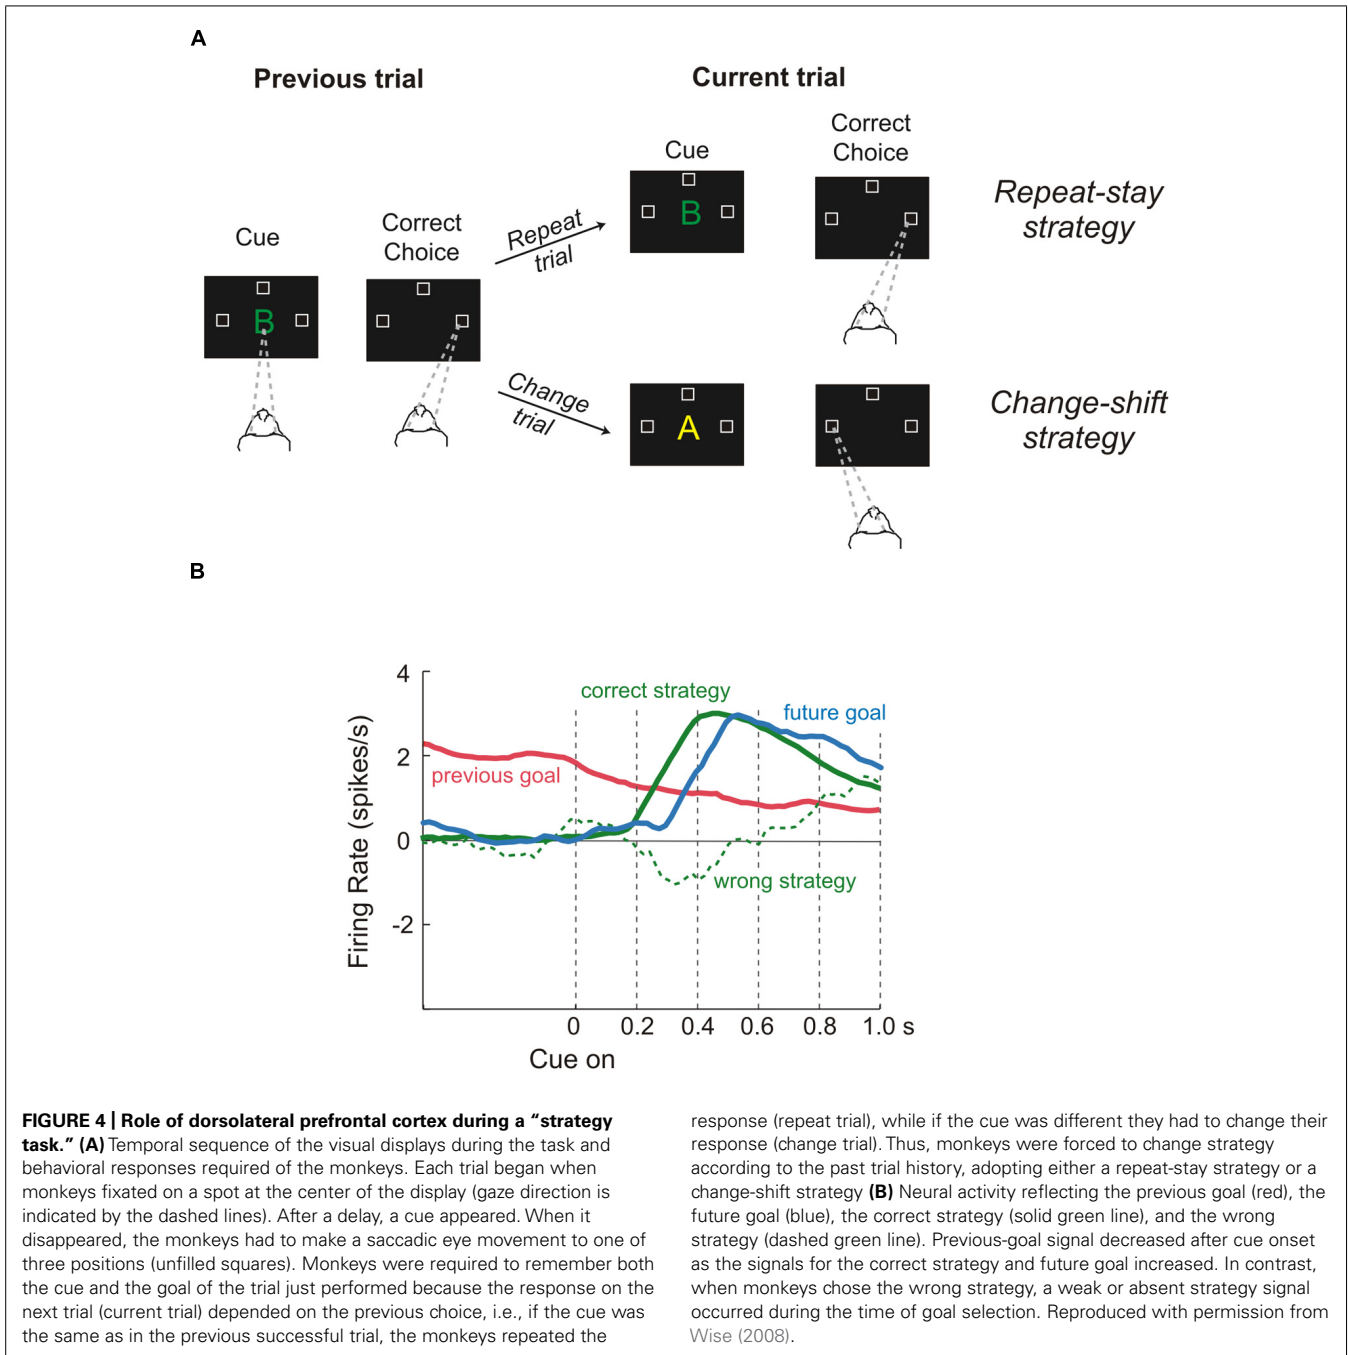 A
Previous trial
Current trial
Cue
Correct
Choice
Repeat
trial
Change
trial
Cue
Correct
Choice
B
B
A
Repeat-stay
strategy
Change-shift
strategy
B
Firing Rate (spikes/s)
4
2
0
-2
correct strategy
future goal
previous goal
wrong strategy
0 0.2 0.4 0.6 0.8 1.0 s
Cue on
FIGURE 4 | Role of dorsolateral prefrontal cortex during a “strategy
task.” (A) Temporal sequence of the visual displays during the task and
behavioral responses required of the monkeys. Each trial began when
monkeys fixated on a spot at the center of the display (gaze direction is
indicated by the dashed lines). After a delay, a cue appeared. When it
disappeared, the monkeys had to make a saccadic eye movement to one of
three positions (unfilled squares). Monkeys were required to remember both
the cue and the goal of the trial just performed because the response on the
next trial (current trial) depended on the previous choice, i.e., if the cue was
the same as in the previous successful trial, the monkeys repeated the
response (repeat trial), while if the cue was different they had to change their
response (change trial). Thus, monkeys were forced to change strategy
according to the past trial history, adopting either a repeat-stay strategy or a
change-shift strategy (B) Neural activity reflecting the previous goal (red), the
future goal (blue), the correct strategy (solid green line), and the wrong
strategy (dashed green line). Previous-goal signal decreased after cue onset
as the signals for the correct strategy and future goal increased. In contrast,
when monkeys chose the wrong strategy, a weak or absent strategy signal
occurred during the time of goal selection. Reproduced with permission from
Wise (2008).